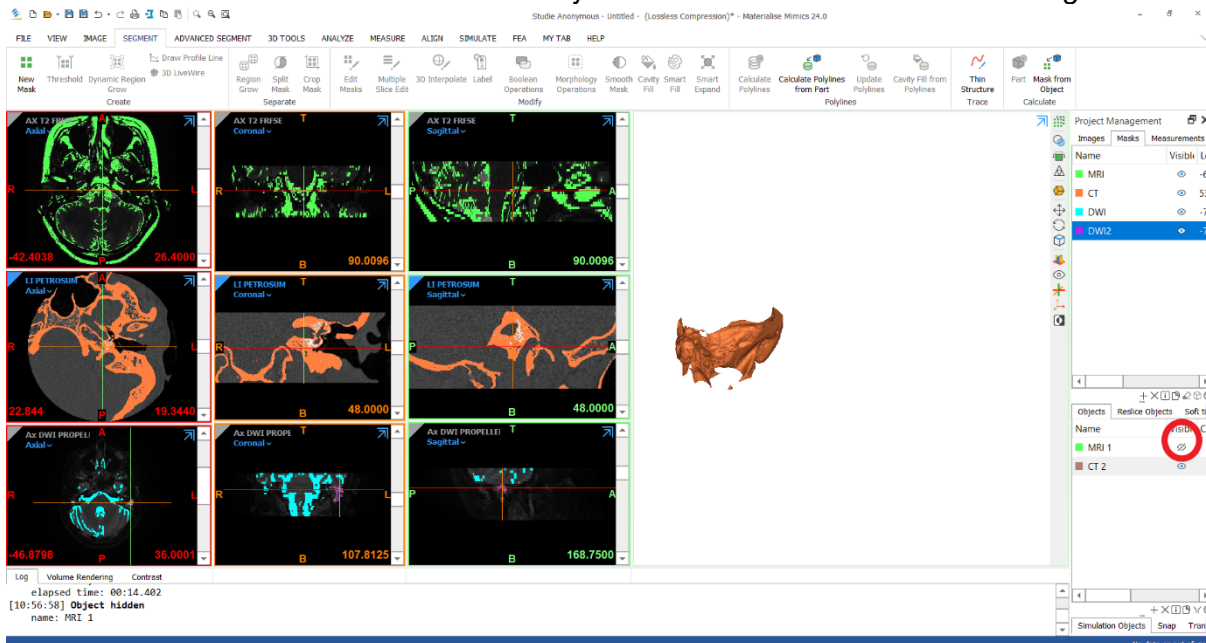 Studie Anonymous - Untitled - (Lossless Compression)* - Materialise Mimics 24.0
FILE VIEW IMAGE SEGMENT ADVANCED SEGMENT 3D TOOLS ANALYZE MEASURE ALIGN SIMULATE FEA MY TAB HELP
New Mask
Threshold
Dynamic Region Grow
Draw Profile Line
3D LiveWire
Create
Region Grow
Split Mask
Crop Mask
Separate
Edit Masks
Multiple Slice Edit
3D Interpolate
Label
Boolean Operations
Morphology Operations
Smooth Mask
Cavity Fill
Smart Fill
Smart Expand
Modify
Calculate Polylines
Calculate Polylines from Part
Update Polylines
Cavity Fill from Polylines
Polylines
Thin Structure
Trace
Part
Mask from Object
Calculate
AX T2 FRESE
Axial
A
R
L
-42.4038
P
26.4000
AX T2 FRESE
Coronal
T
R
L
B
90.0096
AX T2 FRESE
Sagittal
T
P
A
B
90.0096
LI PETROSUM
Axial
A
R
L
22.844
P
19.3440
LI PETROSUM
Coronal
T
R
L
B
48.0000
LI PETROSUM
Sagittal
T
P
A
B
48.0000
Ax DWI PROPELL
Axial
A
R
L
-46.8798
P
36.0001
Ax DWI PROPE
Coronal
T
R
L
B
107.8125
Ax DWI PROPELLE
Sagittal
T
P
A
B
168.7500
Project Management
Images Masks Measurements
Name Visibl
MRI
CT
DWI
DWI2
Objects Reslice Objects Soft ti
Name
MRI 1
CT 2
Simulation Objects Snap Tran
Log Volume Rendering Contrast
elapsed time: 00:14.402
[10:56:58] Object hidden
name: MRI 1